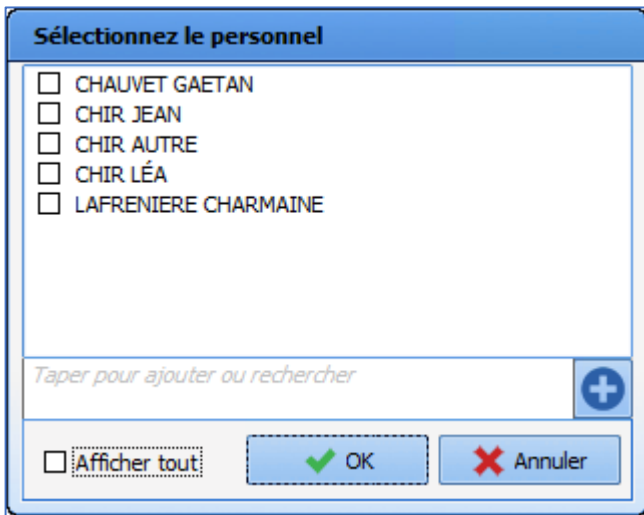 Sélectionnez le personnel
CHAUVET GAETAN
CHIR JEAN
CHIR AUTRE
CHIR LÉA
LAFRENIERE CHARMAINE
Taper pour ajouter ou rechercher
Afficher tout OK Annuler